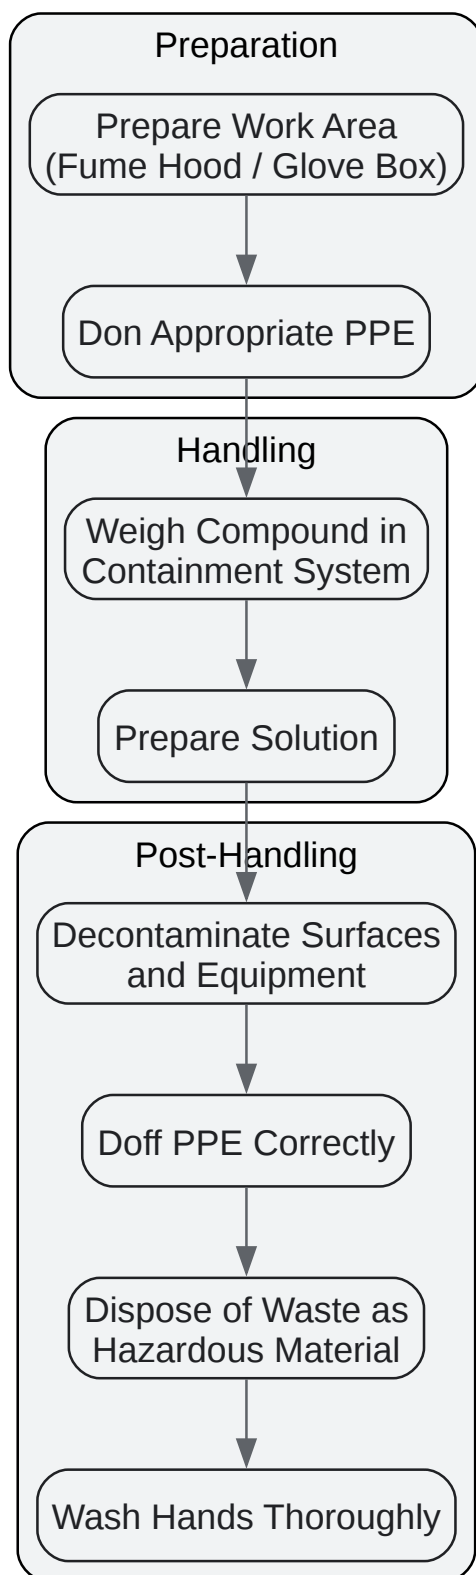 Preparation
Prepare Work Area
(Fume Hood / Glove Box)
Don Appropriate PPE
Handling
Weigh Compound in
Containment System
Prepare Solution
Post-Handling
Decontaminate Surfaces
and Equipment
Doff PPE Correctly
Dispose of Waste as
Hazardous Material
Wash Hands Thoroughly